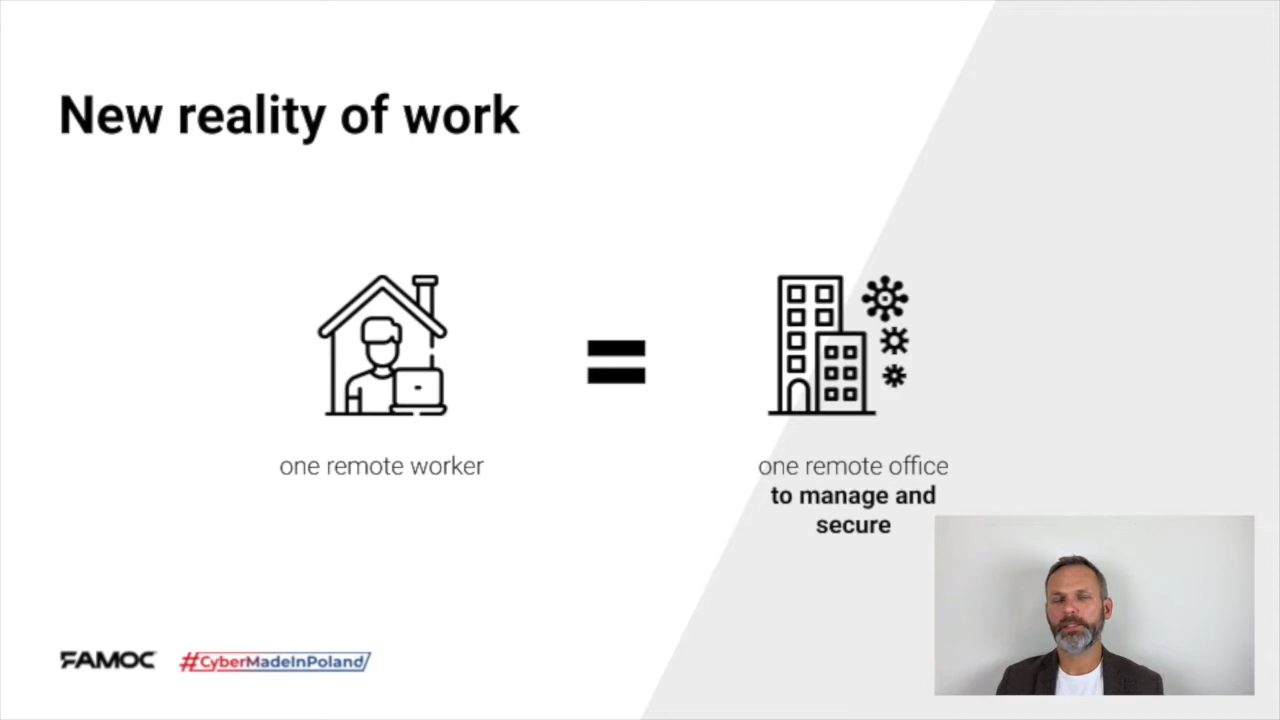 New reality of work
one remote worker
one remote office
to manage and
secure
FAMOC
#CyberMadeInPoland